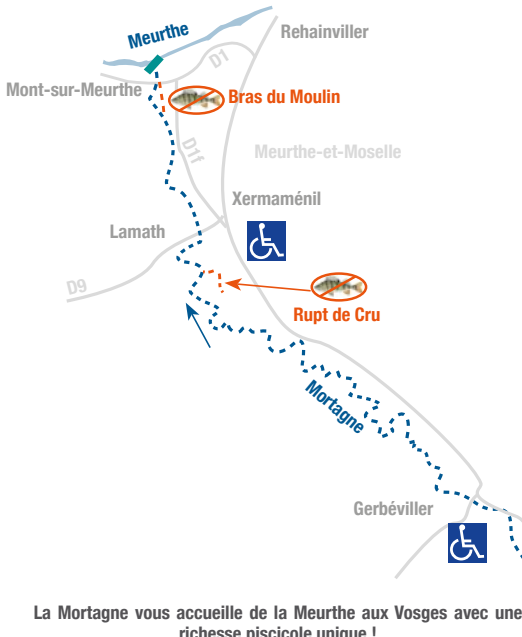 Meurthe
Rehainviller
D1
Mont-sur-Meurthe
Bras du Moulin
D1f
Meurthe-et-Moselle
Xermaménil
Lamath
D9
Rupt de Cru
Mortagne
Gerbéviller
La Mortagne vous accueille de la Meurthe aux Vosges avec une
richesse piscicole unique !